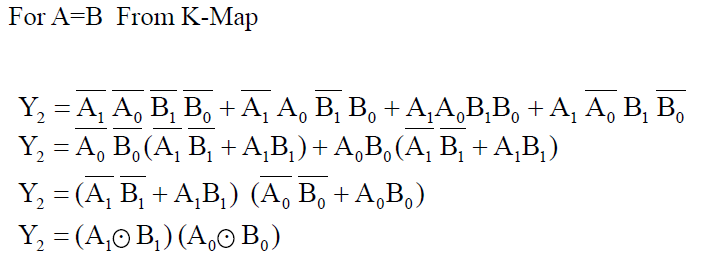 For A=B From K-Map
Y₂ = A̅₁ A̅₀ B̅₁ B̅₀ + A̅₁ A₀ B̅₁ B₀ + A₁A₀B₁B₀ + A₁ A̅₀ B₁ B̅₀
Y₂ = A̅₀ B̅₀(A̅₁ B̅₁ + A₁B₁) + A₀B₀(A̅₁ B̅₁ + A₁B₁)
Y₂ = (A̅₁ B̅₁ + A₁B₁) (A̅₀ B̅₀ + A₀B₀)
Y₂ = (A₁⊙B₁)(A₀⊙B₀)